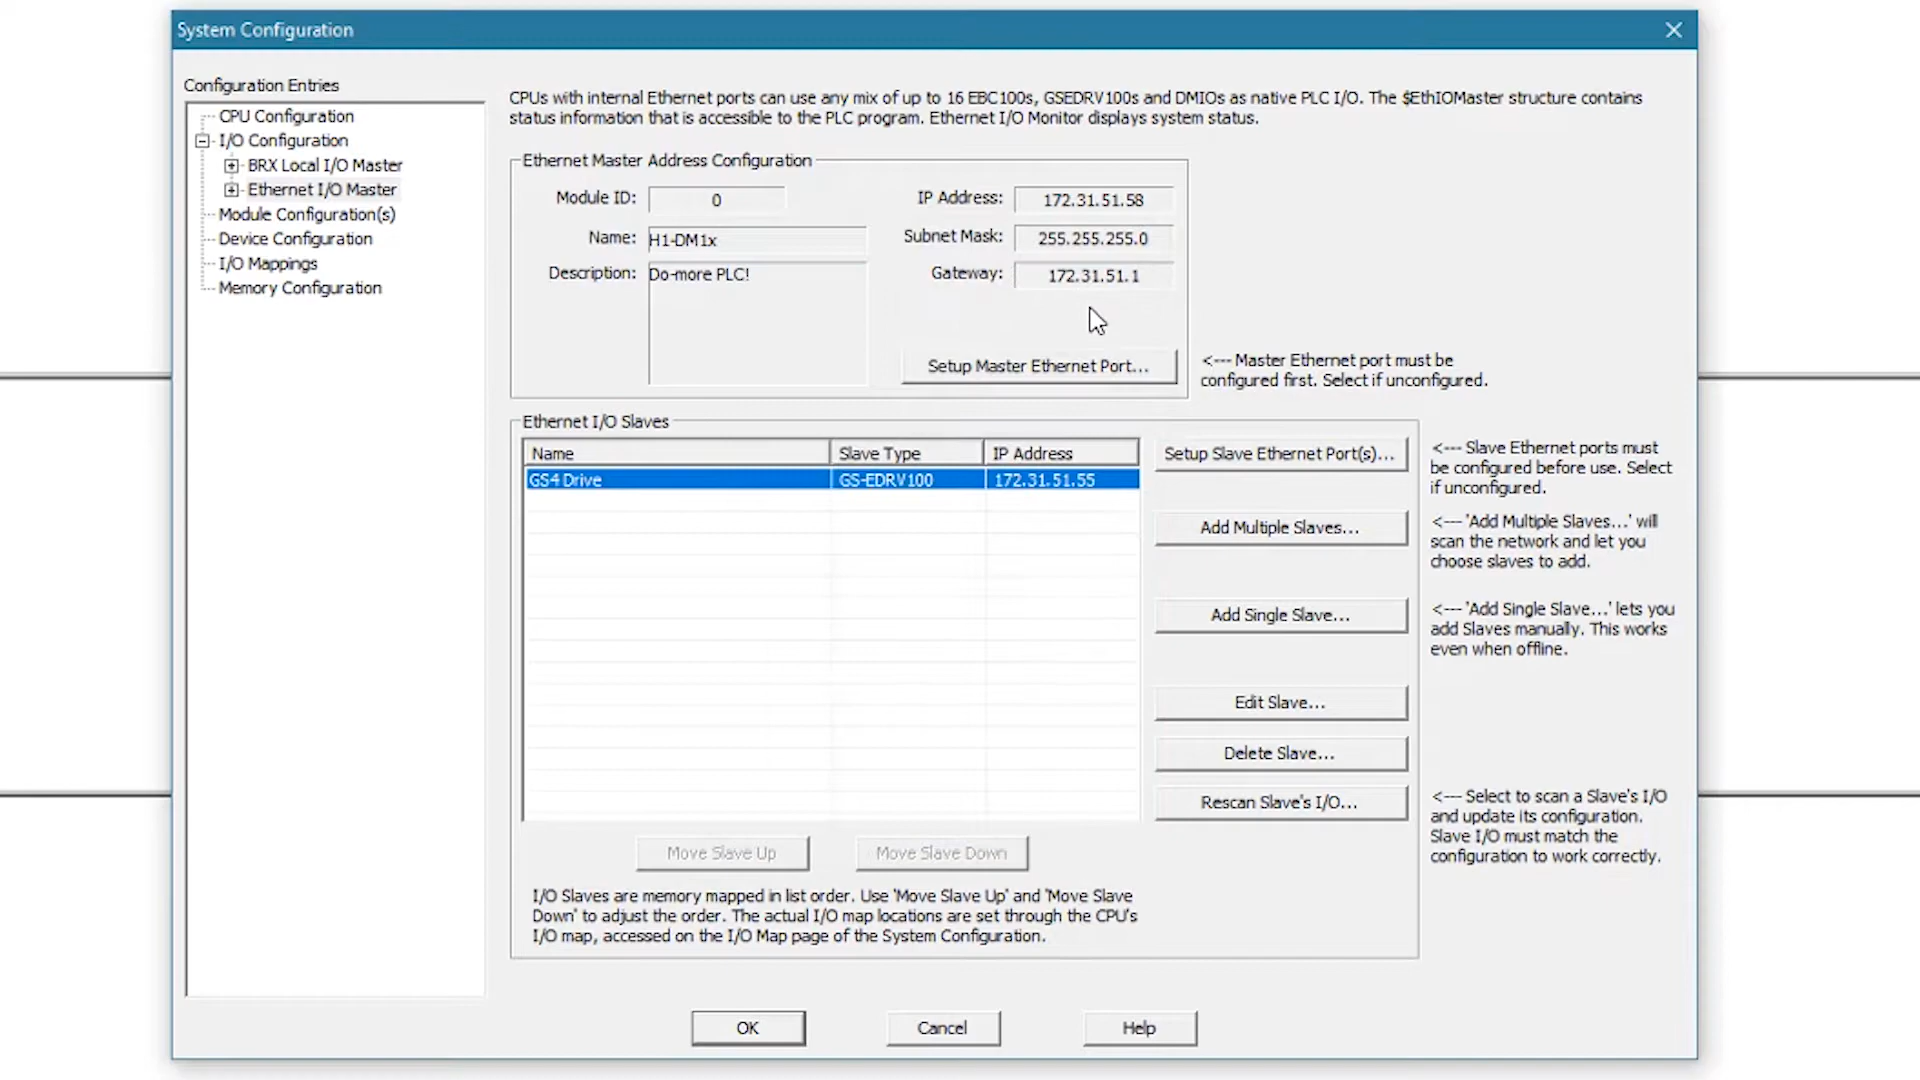 System Configuration
Configuration Entries
CPU Configuration
I/O Configuration
BRX Local I/O Master
Ethernet I/O Master
Module Configuration(s)
Device Configuration
I/O Mappings
Memory Configuration
CPUs with internal Ethernet ports can use any mix of up to 16 EBC100s, GSEDRV100s and DMIOs as native PLC I/O. The $EthIOMaster structure contains
status information that is accessible to the PLC program. Ethernet I/O Monitor displays system status.
Ethernet Master Address Configuration
Module ID: 0
Name: H1-DM1x
Description: Do-more PLC!
IP Address: 172.31.51.58
Subnet Mask: 255.255.255.0
Gateway: 172.31.51.1
Setup Master Ethernet Port...
<--- Master Ethernet port must be
configured first. Select if unconfigured.
Ethernet I/O Slaves
Name Slave Type IP Address
GS4 Drive GS-EDRV100 172.31.51.55
Setup Slave Ethernet Port(s)...
<--- Slave Ethernet ports must
be configured before use. Select
if unconfigured.
Add Multiple Slaves...
<--- 'Add Multiple Slaves...' will
scan the network and let you
choose slaves to add.
Add Single Slave...
<--- 'Add Single Slave...' lets you
add Slaves manually. This works
even when offline.
Edit Slave...
Delete Slave...
Rescan Slave's I/O...
<--- Select to scan a Slave's I/O
and update its configuration.
Slave I/O must match the
configuration to work correctly.
Move Slave Up
Move Slave Down
I/O Slaves are memory mapped in list order. Use 'Move Slave Up' and 'Move Slave
Down' to adjust the order. The actual I/O map locations are set through the CPU's
I/O map, accessed on the I/O Map page of the System Configuration.
OK
Cancel
Help